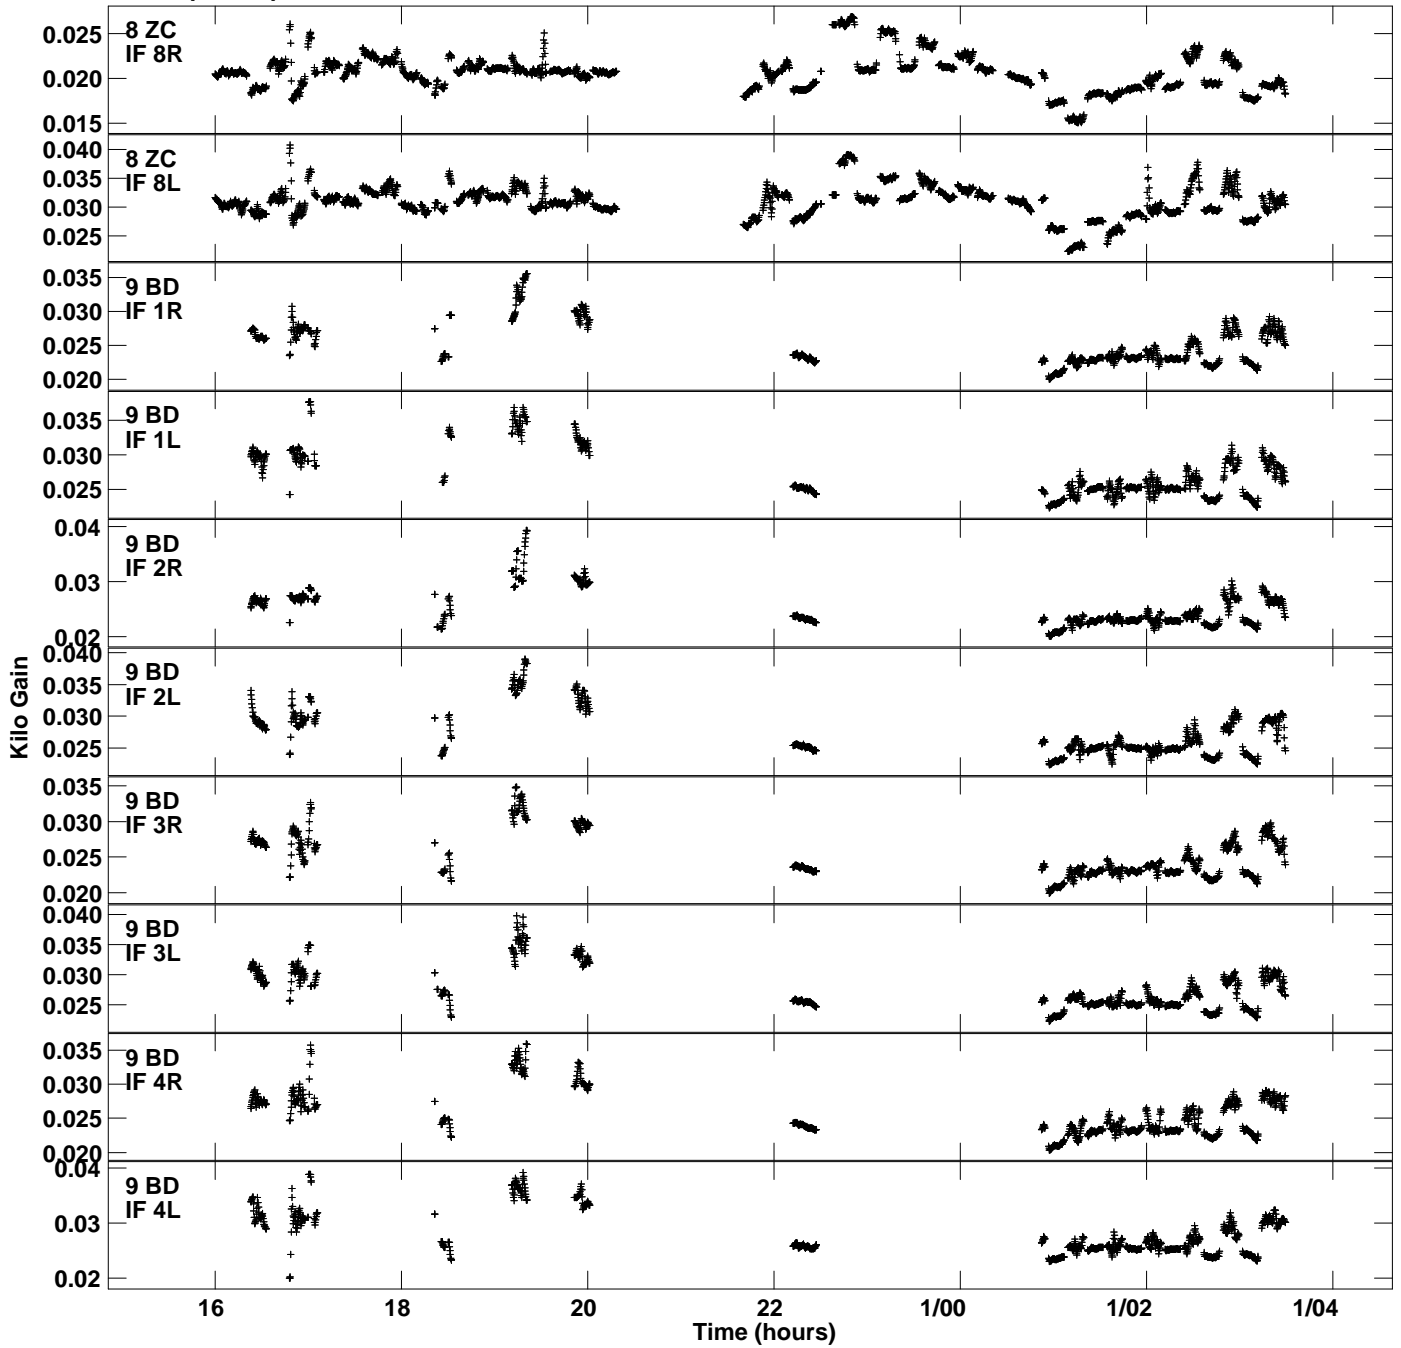 0.025
0.020
0.015
8 ZC
IF 8R
0.040
0.035
0.030
0.025
8 ZC
IF 8L
0.035
0.030
0.025
0.020
9 BD
IF 1R
0.035
0.030
0.025
9 BD
IF 1L
0.04
0.03
0.02
9 BD
IF 2R
0.040
0.035
0.030
0.025
9 BD
IF 2L
0.035
0.030
0.025
0.020
9 BD
IF 3R
0.040
0.035
0.030
0.025
9 BD
IF 3L
0.035
0.030
0.025
0.020
9 BD
IF 4R
0.04
0.03
0.02
9 BD
IF 4L
Kilo Gain
16 18 20 22 1/00 1/02 1/04
Time (hours)